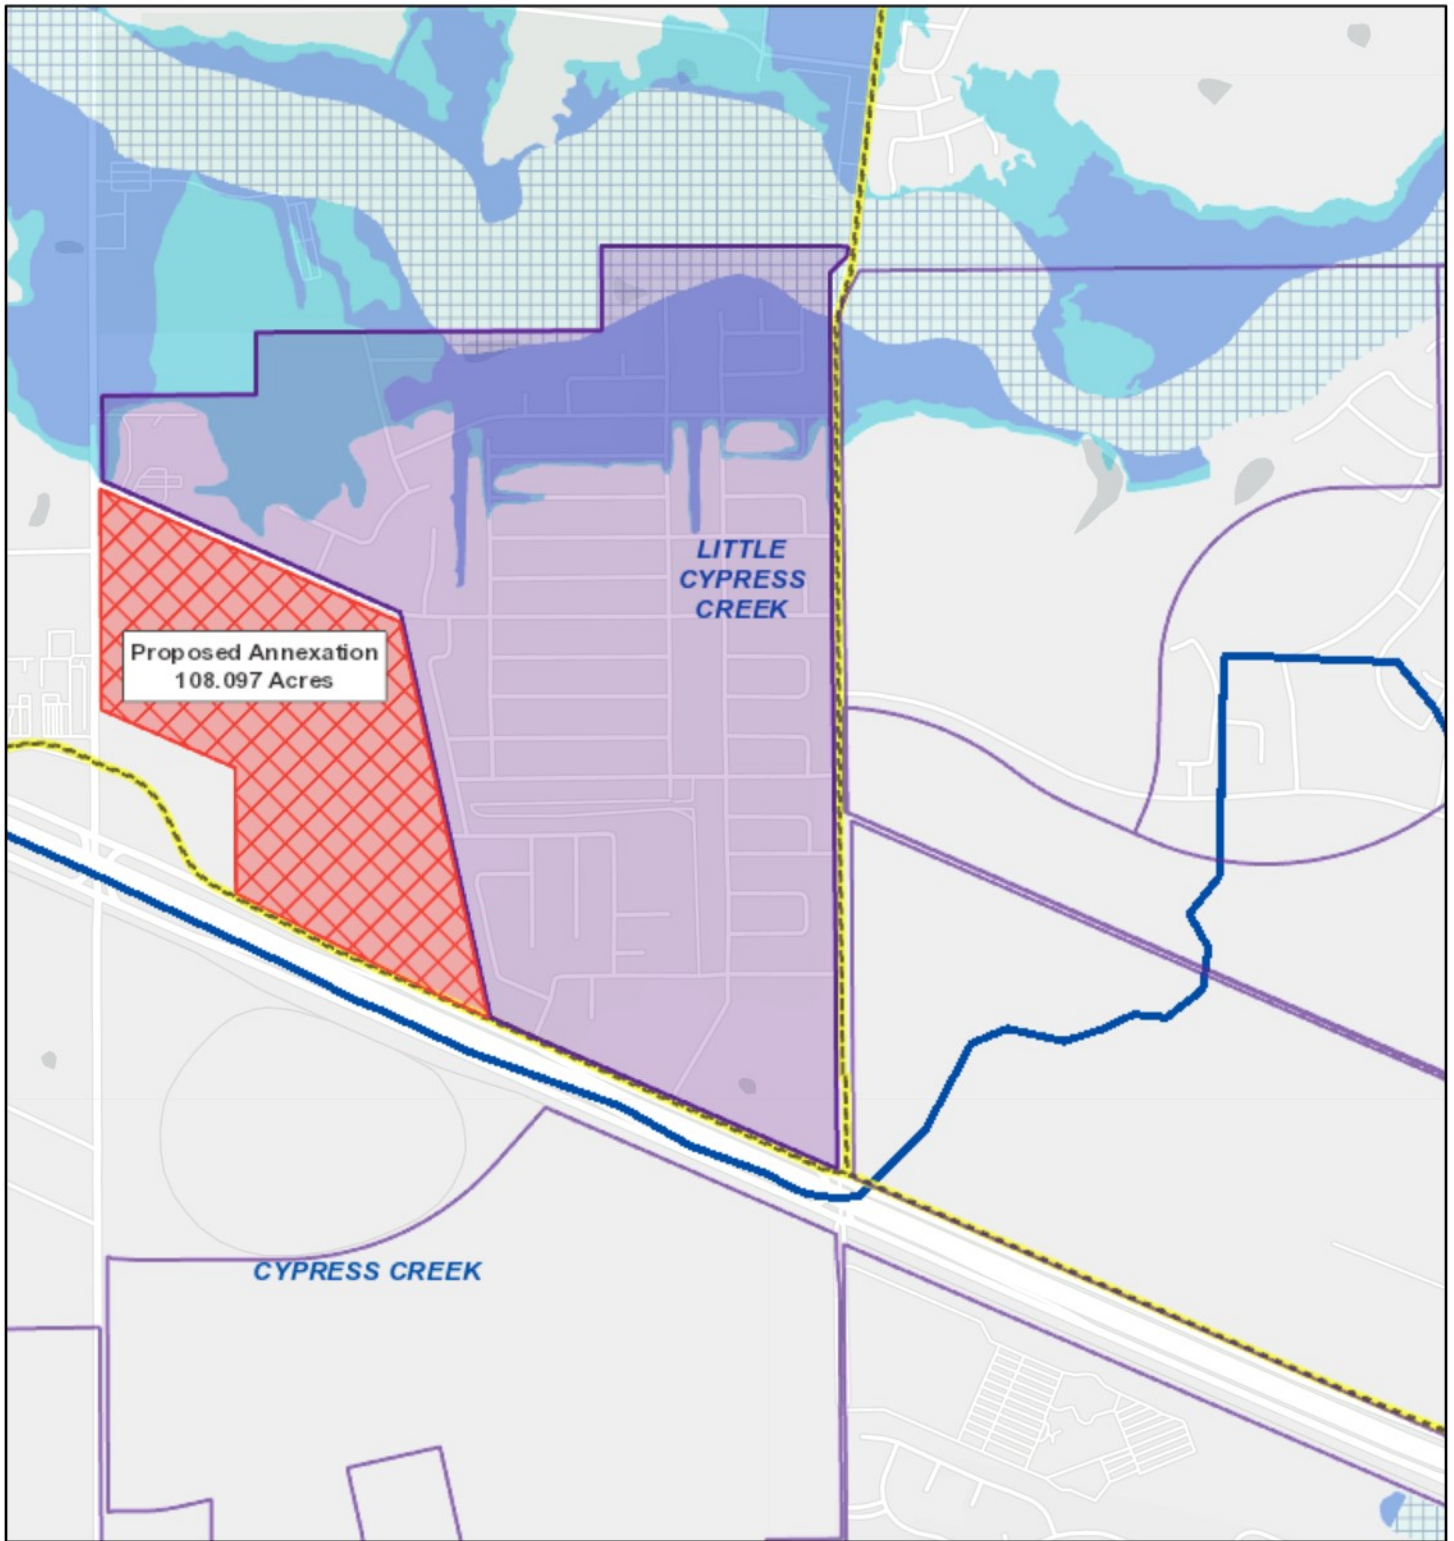 LITTLE
CYPRESS
CREEK
Proposed Annexation
108.097 Acres
CYPRESS CREEK